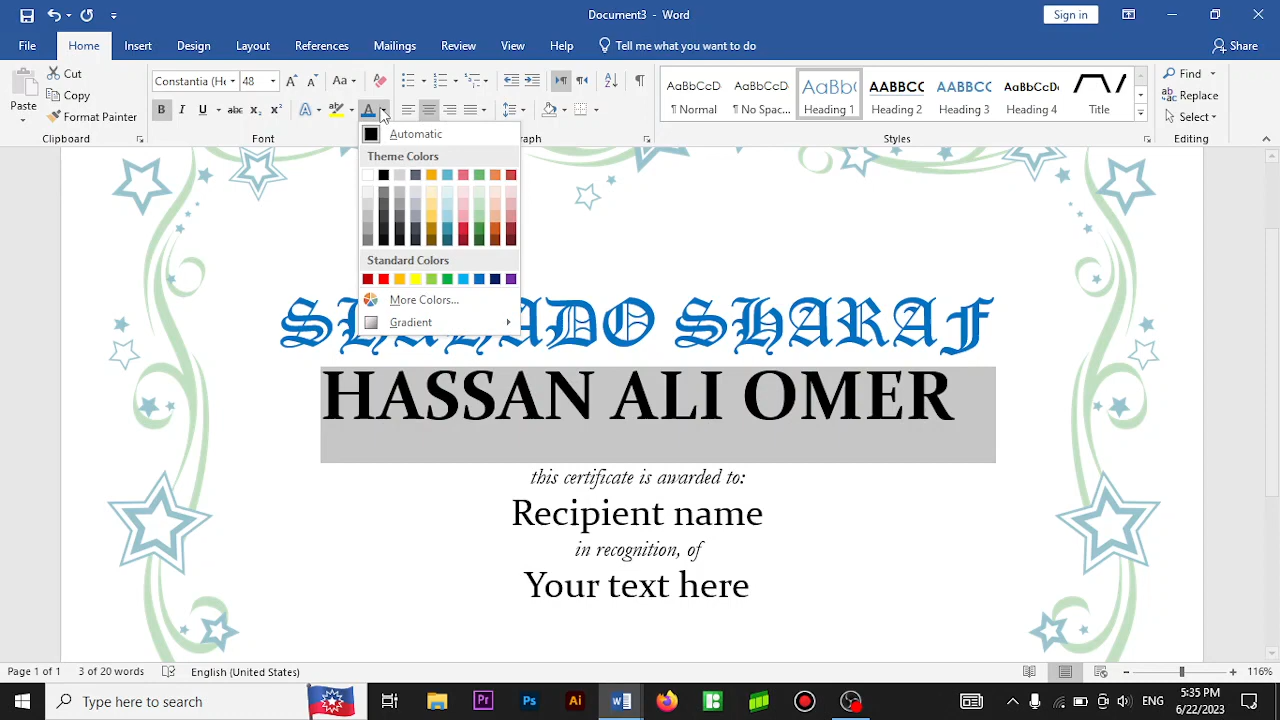 Document3 - Word
Sign in
File Home Insert Design Layout References Mailings Review View Help Tell me what you want to do Share
Paste
Cut
Copy
Format Painter
Clipboard
Constantia (He 48
Font
Styles
AaBbCcD ¶ Normal
AaBbCcD ¶ No Spac...
AaBb( Heading 1
AABBCC Heading 2
AABBCC Heading 3
AaBbCcDc Heading 4
Title
Find
Replace
Select
Editing
Automatic
Theme Colors
Standard Colors
More Colors...
Gradient
SHARAF
HASSAN ALI OMER
this certificate is awarded to:
Recipient name
in recognition, of
Your text here
Page 1 of 1 3 of 20 words English (United States) 116%
Type here to search
ENG
5:35 PM
6/22/2023